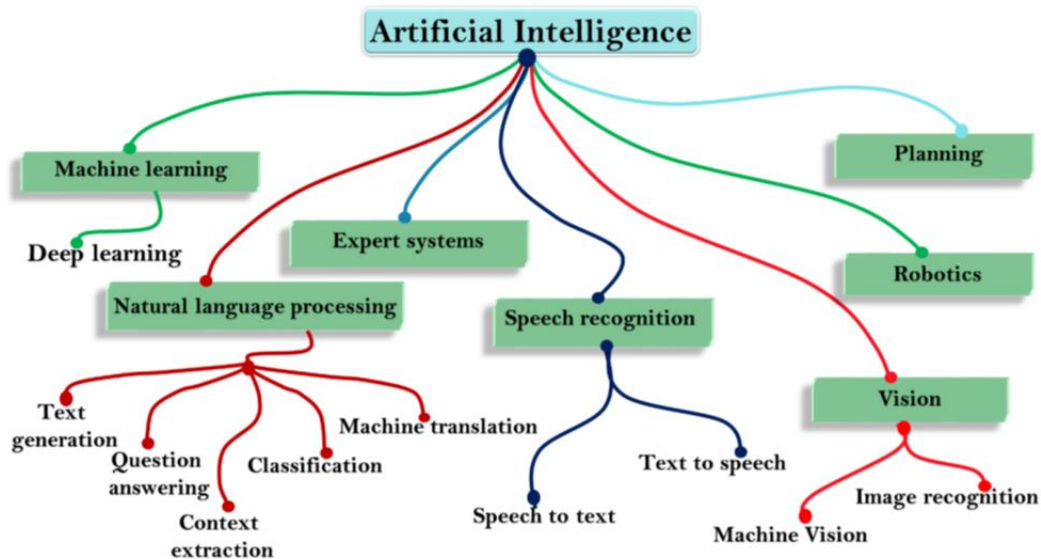 Artificial Intelligence
Machine learning
Planning
Deep learning
Expert systems
Robotics
Natural language processing
Speech recognition
Vision
Text
generation
Question
answering
Context
extraction
Classification
Machine translation
Speech to text
Text to speech
Machine Vision
Image recognition